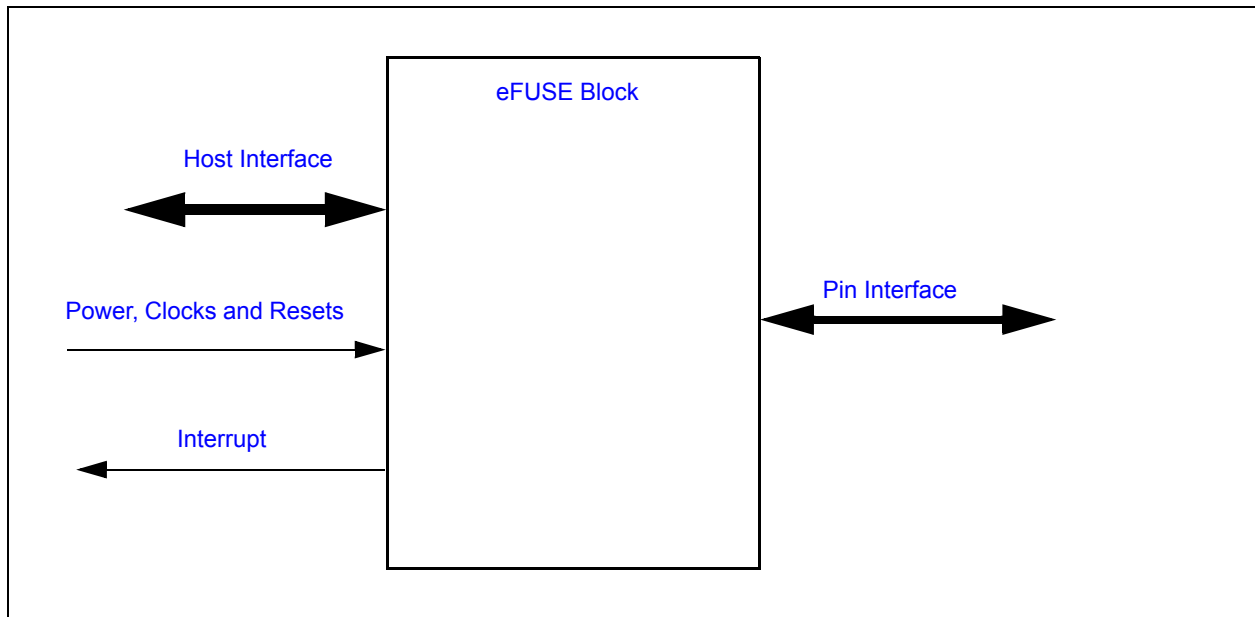 eFUSE Block
Host Interface
Pin Interface
Power, Clocks and Resets
Interrupt